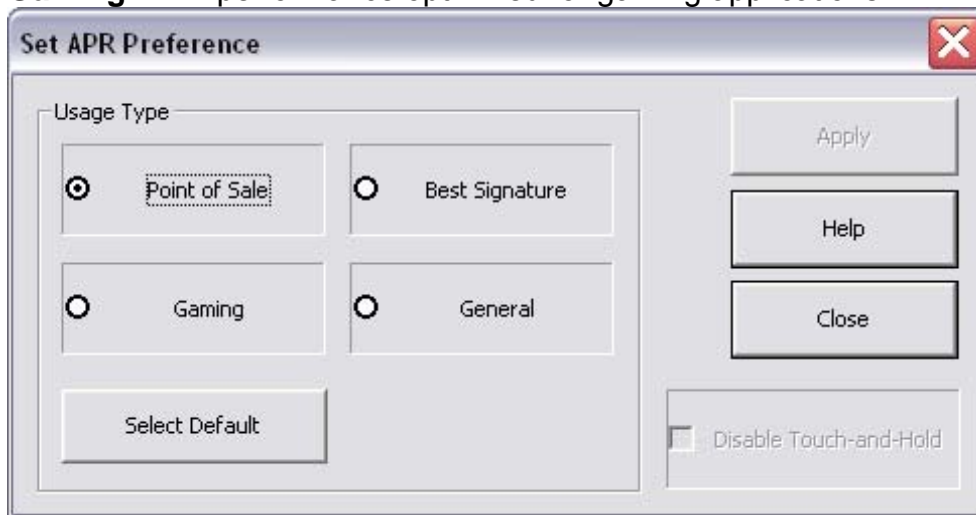 Set APR Preference
Usage Type
Point of Sale
Best Signature
Gaming
General
Select Default
Apply
Help
Close
Disable Touch-and-Hold